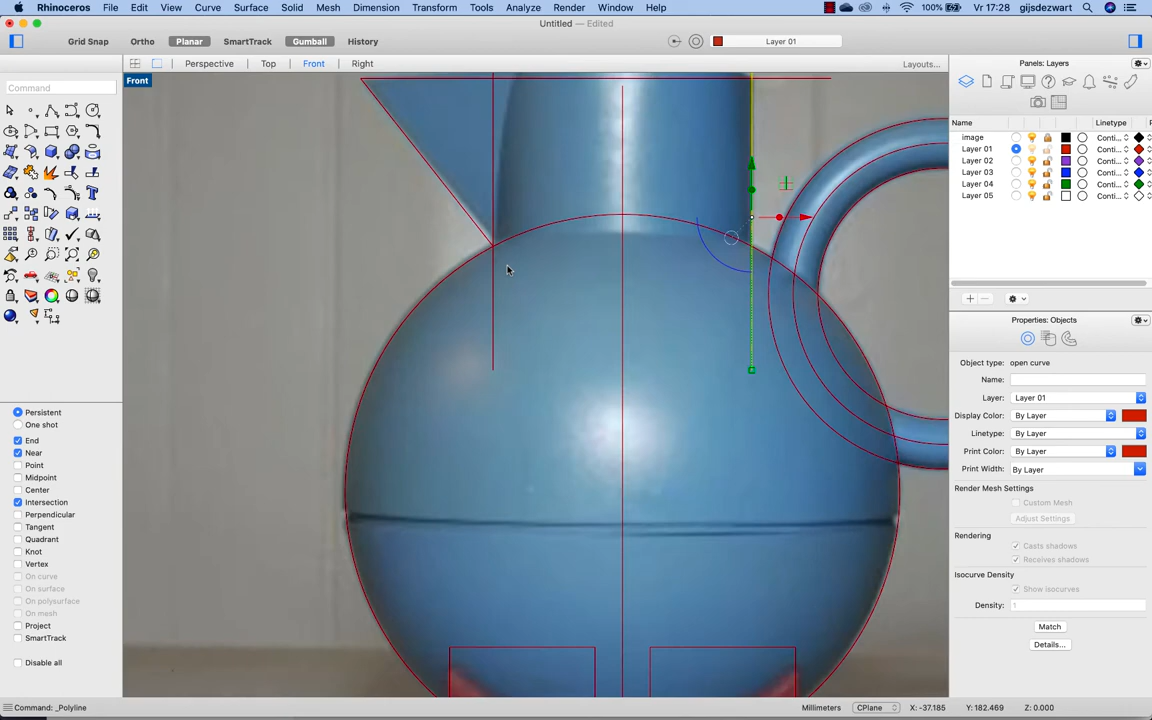 Rhinoceros File Edit View Curve Surface Solid Mesh Dimension Transform Tools Analyze Render Window Help 100% Vr 17:28 gijsdezwart
Untitled — Edited
Grid Snap Ortho Planar SmartTrack Gumball History Layer 01
Perspective Top Front Right Layouts... Panels: Layers
Front
Command
Name Linetype
image Conti...
Layer 01 Conti...
Layer 02 Conti...
Layer 03 Conti...
Layer 04 Conti...
Layer 05 Conti...
Properties: Objects
Object type: open curve
Name:
Layer: Layer 01
Display Color: By Layer
Linetype: By Layer
Print Color: By Layer
Print Width: By Layer
Render Mesh Settings
Custom Mesh
Adjust Settings
Rendering
Casts shadows
Receives shadows
Isocurve Density
Show isocurves
Density: 1
Match
Details...
Persistent
One shot
End
Near
Point
Midpoint
Center
Intersection
Perpendicular
Tangent
Quadrant
Knot
Vertex
On curve
On surface
On polysurface
On mesh
Project
SmartTrack
Disable all
Command: _Polyline Millimeters CPlane X: -37.185 Y: 182.469 Z: 0.000